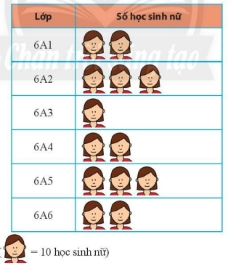 Lớp Số học sinh nữ
6A1
6A2
6A3
6A4
6A5
6A6
= 10 học sinh nữ)